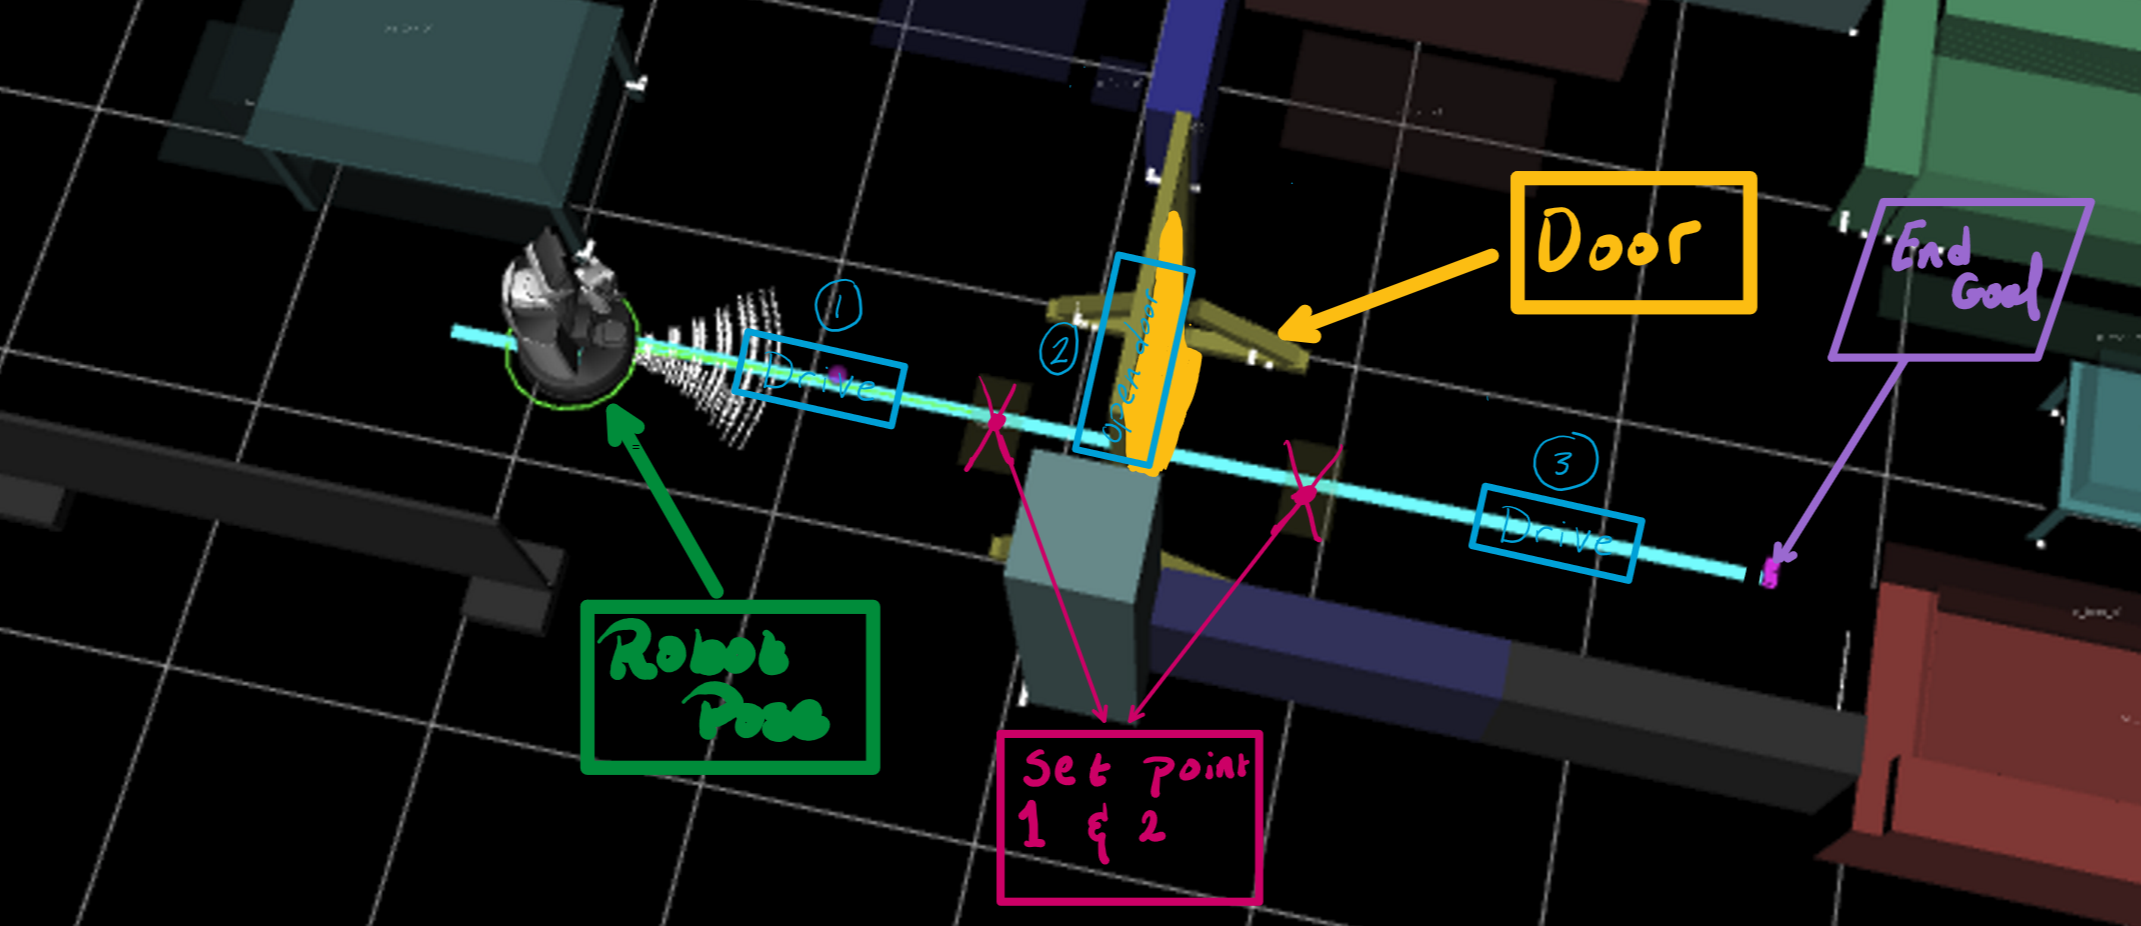 Door
End
Goal
1
Drive
2
open door
3
Drive
Robot
Pose
Set point
1 & 2